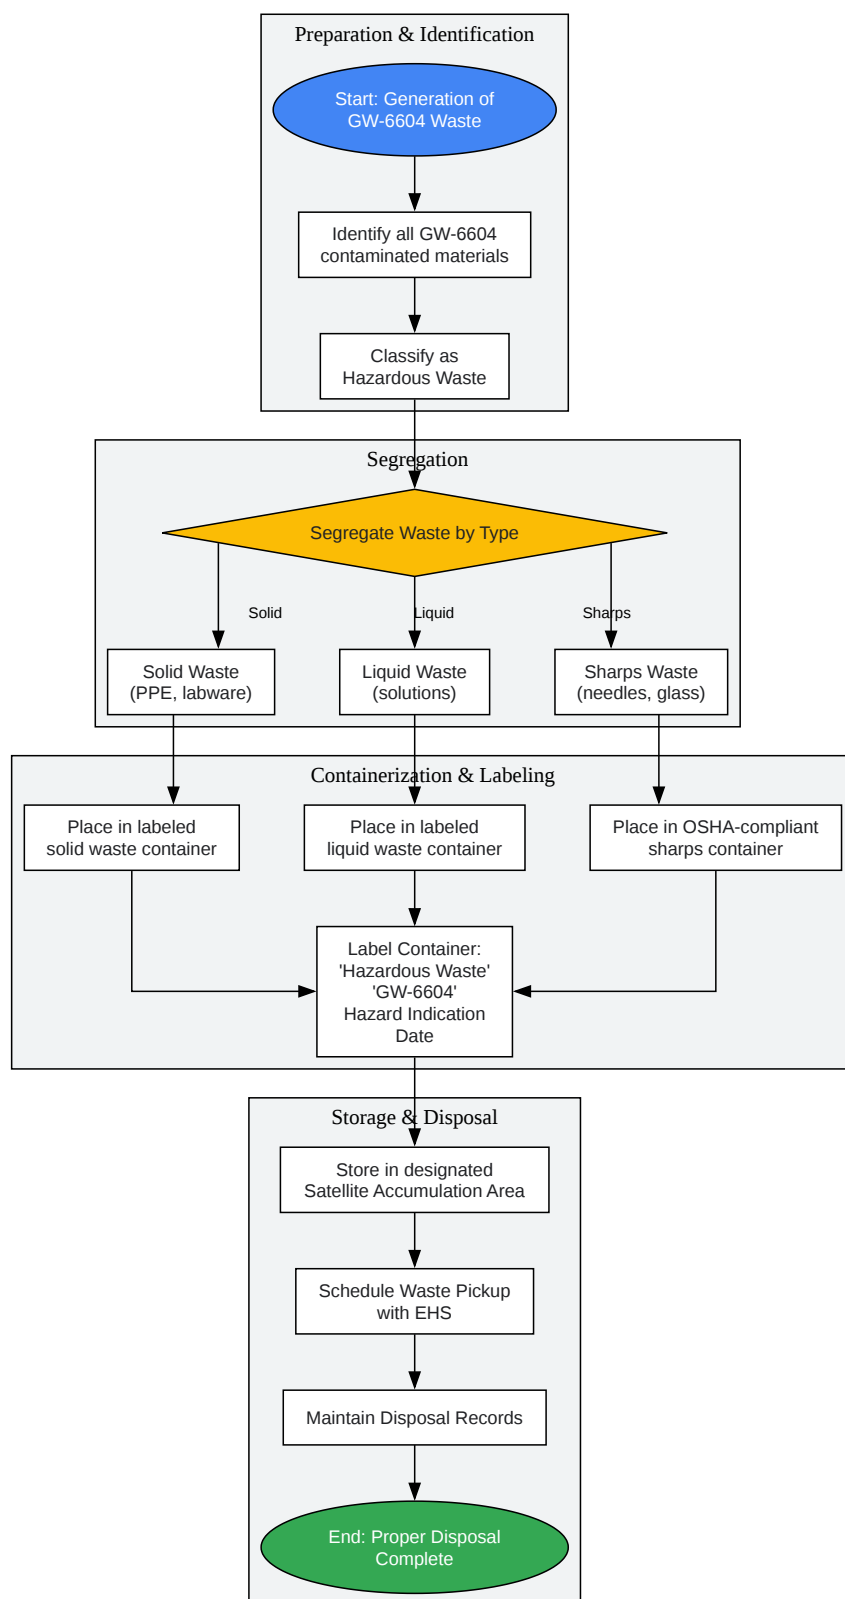 Preparation & Identification
Start: Generation of
GW-6604 Waste
Identify all GW-6604
contaminated materials
Classify as
Hazardous Waste
Segregation
Segregate Waste by Type
Solid
Liquid
Sharps
Solid Waste
(PPE, labware)
Liquid Waste
(solutions)
Sharps Waste
(needles, glass)
Containerization & Labeling
Place in labeled
solid waste container
Place in labeled
liquid waste container
Place in OSHA-compliant
sharps container
Label Container:
'Hazardous Waste'
'GW-6604'
Hazard Indication
Date
Storage & Disposal
Store in designated
Satellite Accumulation Area
Schedule Waste Pickup
with EHS
Maintain Disposal Records
End: Proper Disposal
Complete